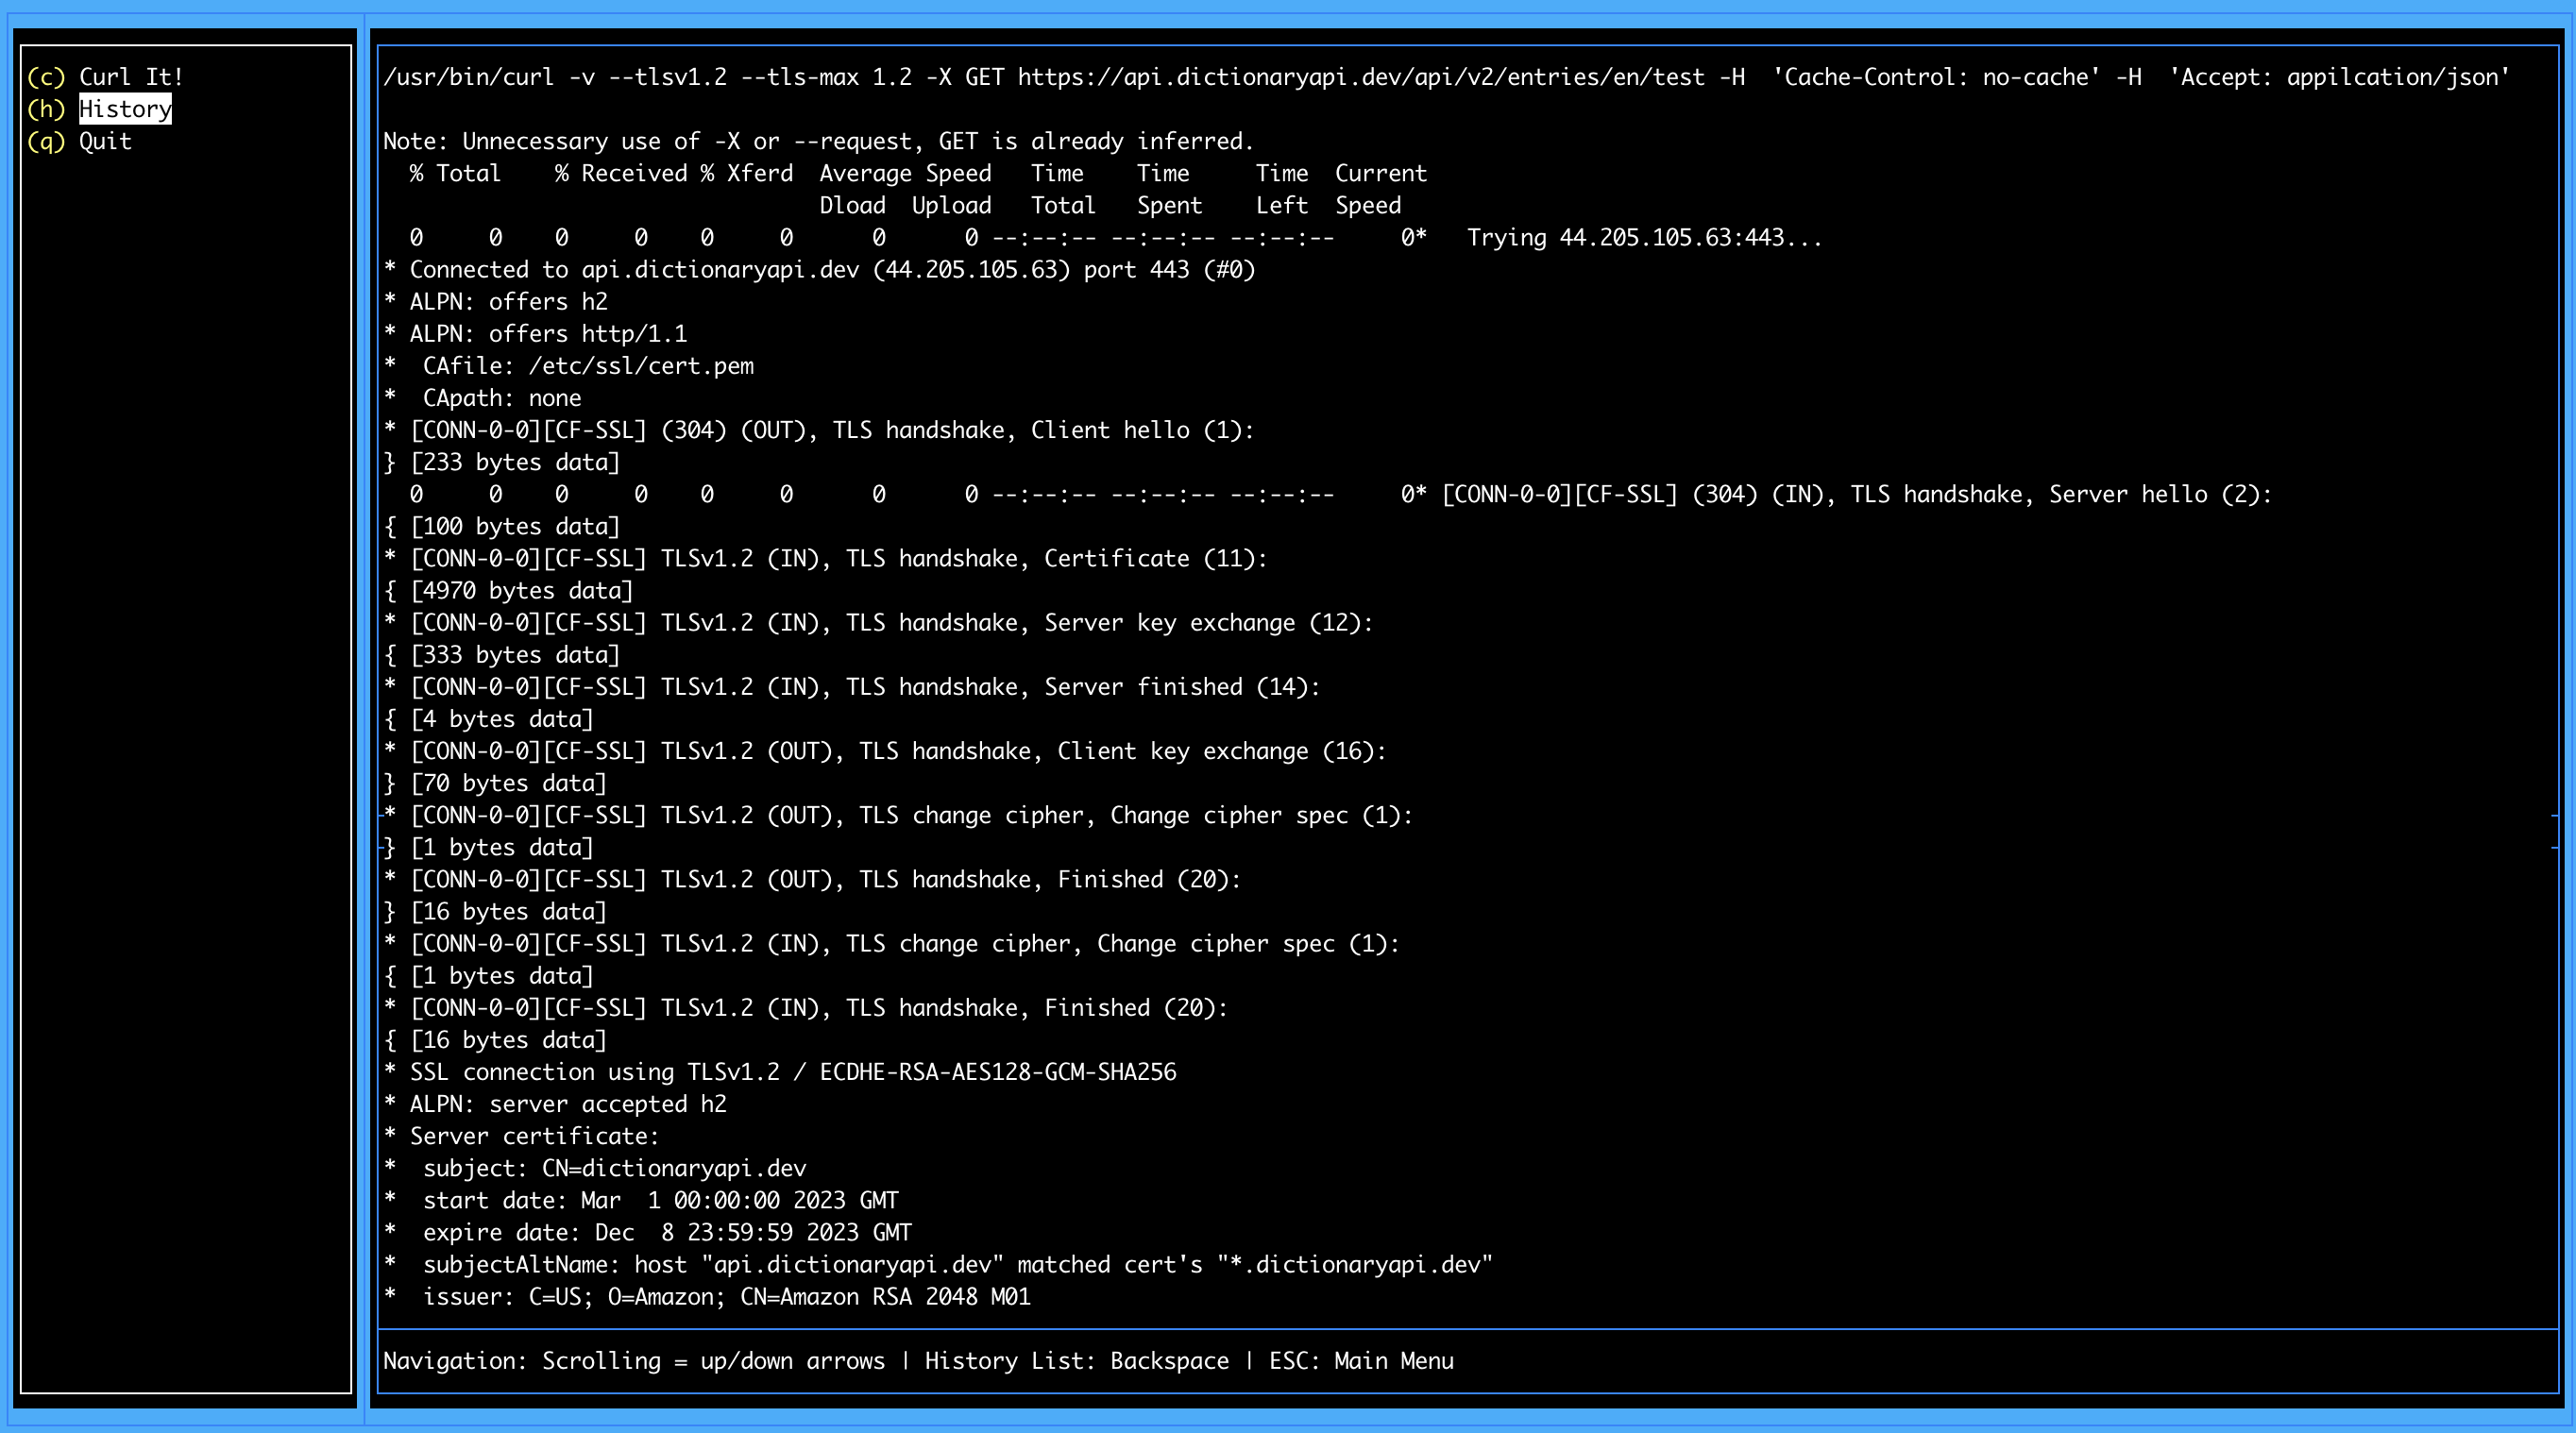 (c) Curl It!
(h) History
(q) Quit
/usr/bin/curl -v --tlsv1.2 --tls-max 1.2 -X GET https://api.dictionaryapi.dev/api/v2/entries/en/test -H  'Cache-Control: no-cache' -H  'Accept: appilcation/json'
Note: Unnecessary use of -X or --request, GET is already inferred.
  % Total    % Received % Xferd  Average Speed   Time    Time     Time  Current
                                 Dload  Upload   Total   Spent    Left  Speed
  0     0    0     0    0     0      0      0 --:--:-- --:--:-- --:--:--     0*   Trying 44.205.105.63:443...
* Connected to api.dictionaryapi.dev (44.205.105.63) port 443 (#0)
* ALPN: offers h2
* ALPN: offers http/1.1
*  CAfile: /etc/ssl/cert.pem
*  CApath: none
* [CONN-0-0][CF-SSL] (304) (OUT), TLS handshake, Client hello (1):
} [233 bytes data]
  0     0    0     0    0     0      0      0 --:--:-- --:--:-- --:--:--     0* [CONN-0-0][CF-SSL] (304) (IN), TLS handshake, Server hello (2):
{ [100 bytes data]
* [CONN-0-0][CF-SSL] TLSv1.2 (IN), TLS handshake, Certificate (11):
{ [4970 bytes data]
* [CONN-0-0][CF-SSL] TLSv1.2 (IN), TLS handshake, Server key exchange (12):
{ [333 bytes data]
* [CONN-0-0][CF-SSL] TLSv1.2 (IN), TLS handshake, Server finished (14):
{ [4 bytes data]
* [CONN-0-0][CF-SSL] TLSv1.2 (OUT), TLS handshake, Client key exchange (16):
} [70 bytes data]
* [CONN-0-0][CF-SSL] TLSv1.2 (OUT), TLS change cipher, Change cipher spec (1):
} [1 bytes data]
* [CONN-0-0][CF-SSL] TLSv1.2 (OUT), TLS handshake, Finished (20):
} [16 bytes data]
* [CONN-0-0][CF-SSL] TLSv1.2 (IN), TLS change cipher, Change cipher spec (1):
{ [1 bytes data]
* [CONN-0-0][CF-SSL] TLSv1.2 (IN), TLS handshake, Finished (20):
{ [16 bytes data]
* SSL connection using TLSv1.2 / ECDHE-RSA-AES128-GCM-SHA256
* ALPN: server accepted h2
* Server certificate:
*  subject: CN=dictionaryapi.dev
*  start date: Mar  1 00:00:00 2023 GMT
*  expire date: Dec  8 23:59:59 2023 GMT
*  subjectAltName: host "api.dictionaryapi.dev" matched cert's "*.dictionaryapi.dev"
*  issuer: C=US; O=Amazon; CN=Amazon RSA 2048 M01
Navigation: Scrolling = up/down arrows | History List: Backspace | ESC: Main Menu